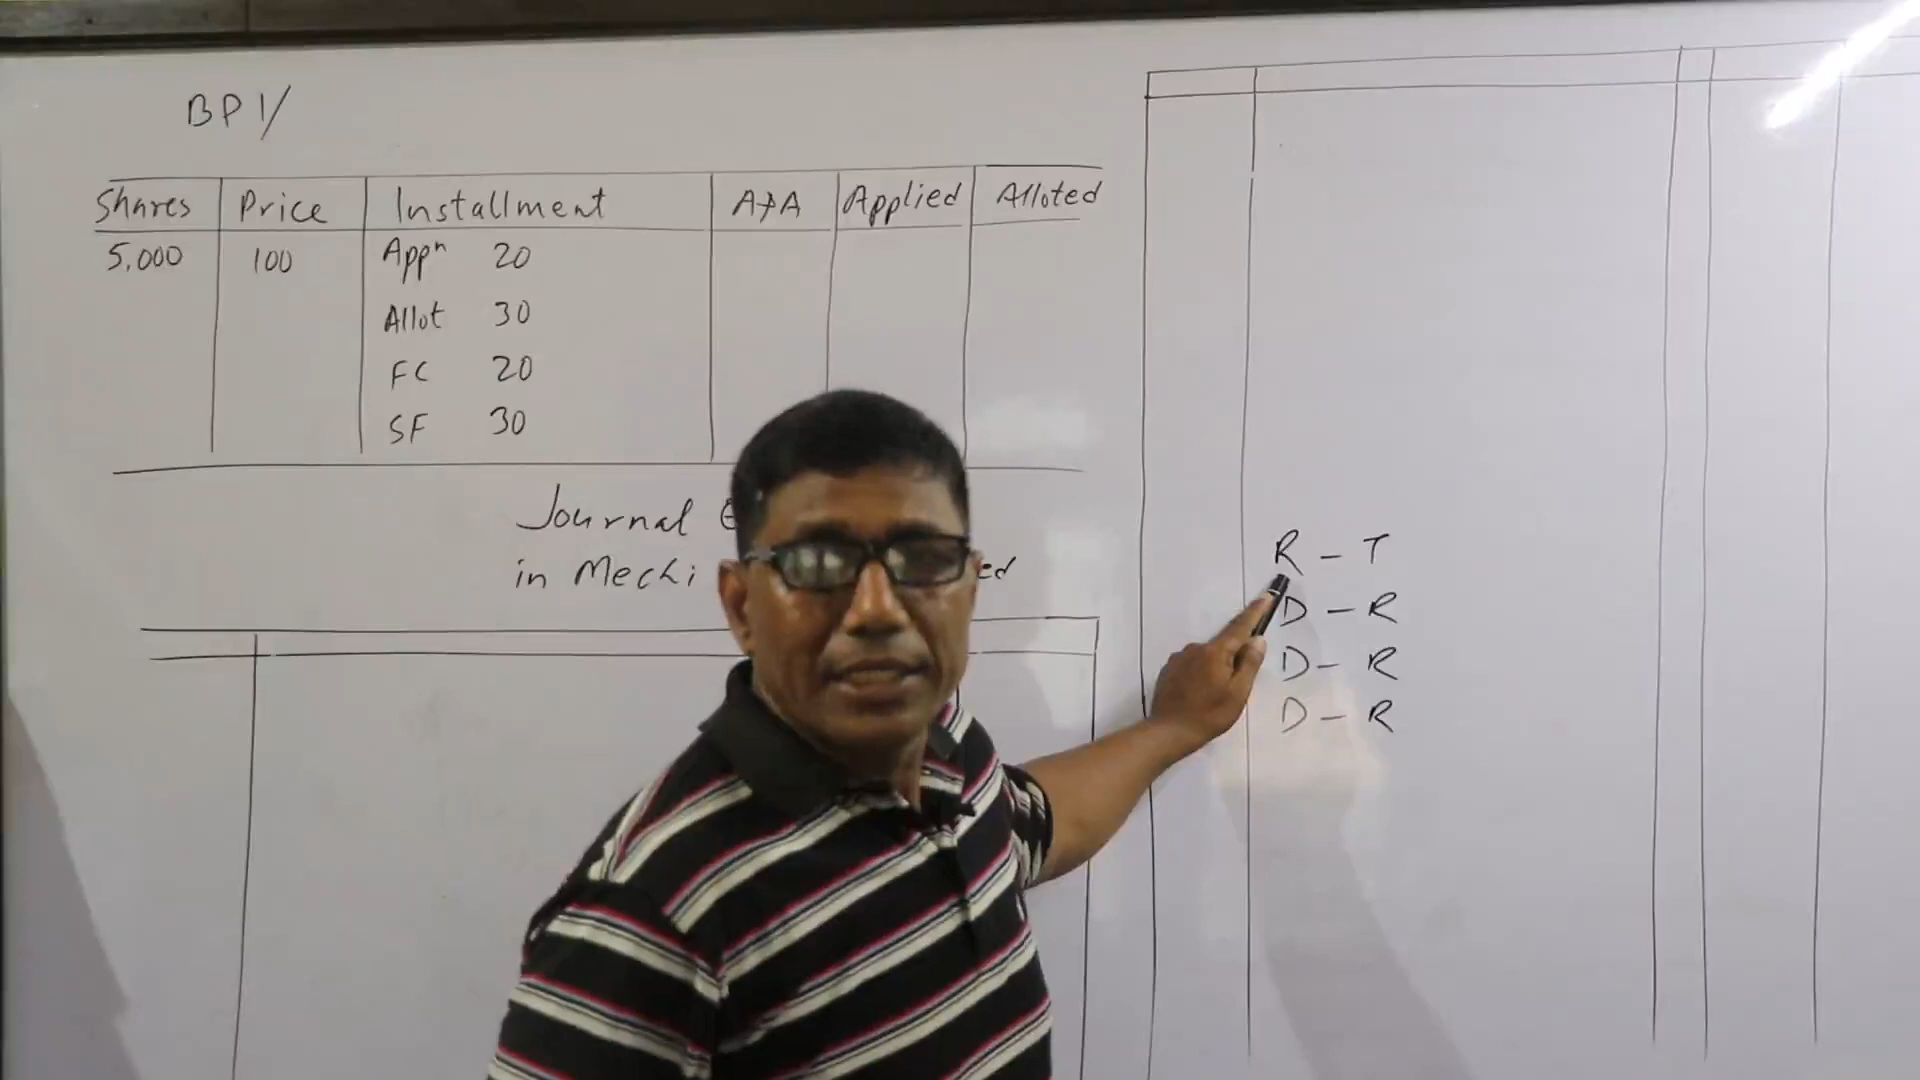 BP 1/
Shares Price Installment A+A Applied Alloted
5,000 100 Appⁿ 20
Allot 30
FC 20
SF 30
Journal
in Mechi
R - T
D - R
D - R
D - R